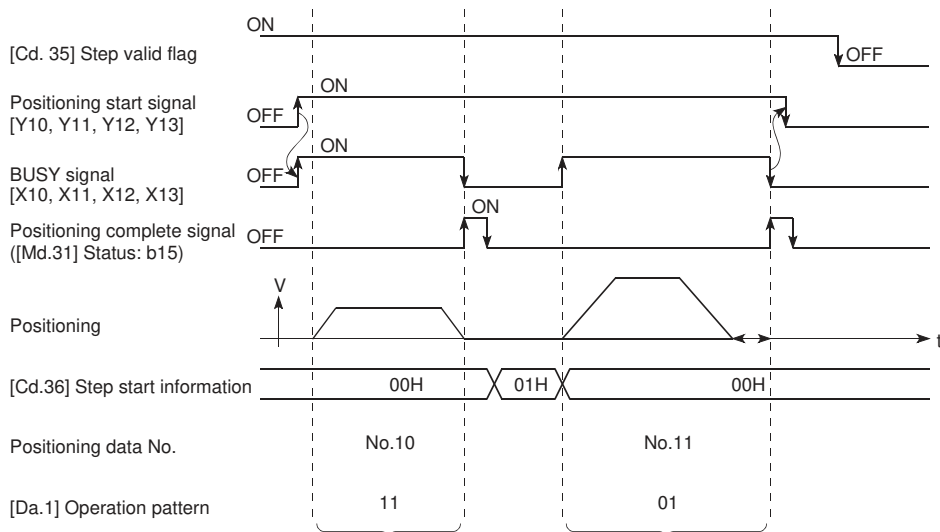 ON
[Cd. 35] Step valid flag
OFF
Positioning start signal
[Y10, Y11, Y12, Y13]
ON
OFF
BUSY signal
[X10, X11, X12, X13]
ON
OFF
Positioning complete signal
([Md.31] Status: b15)
ON
OFF
V
Positioning
t
[Cd.36] Step start information
00H
01H
00H
Positioning data No.
No.10
No.11
[Da.1] Operation pattern
11
01